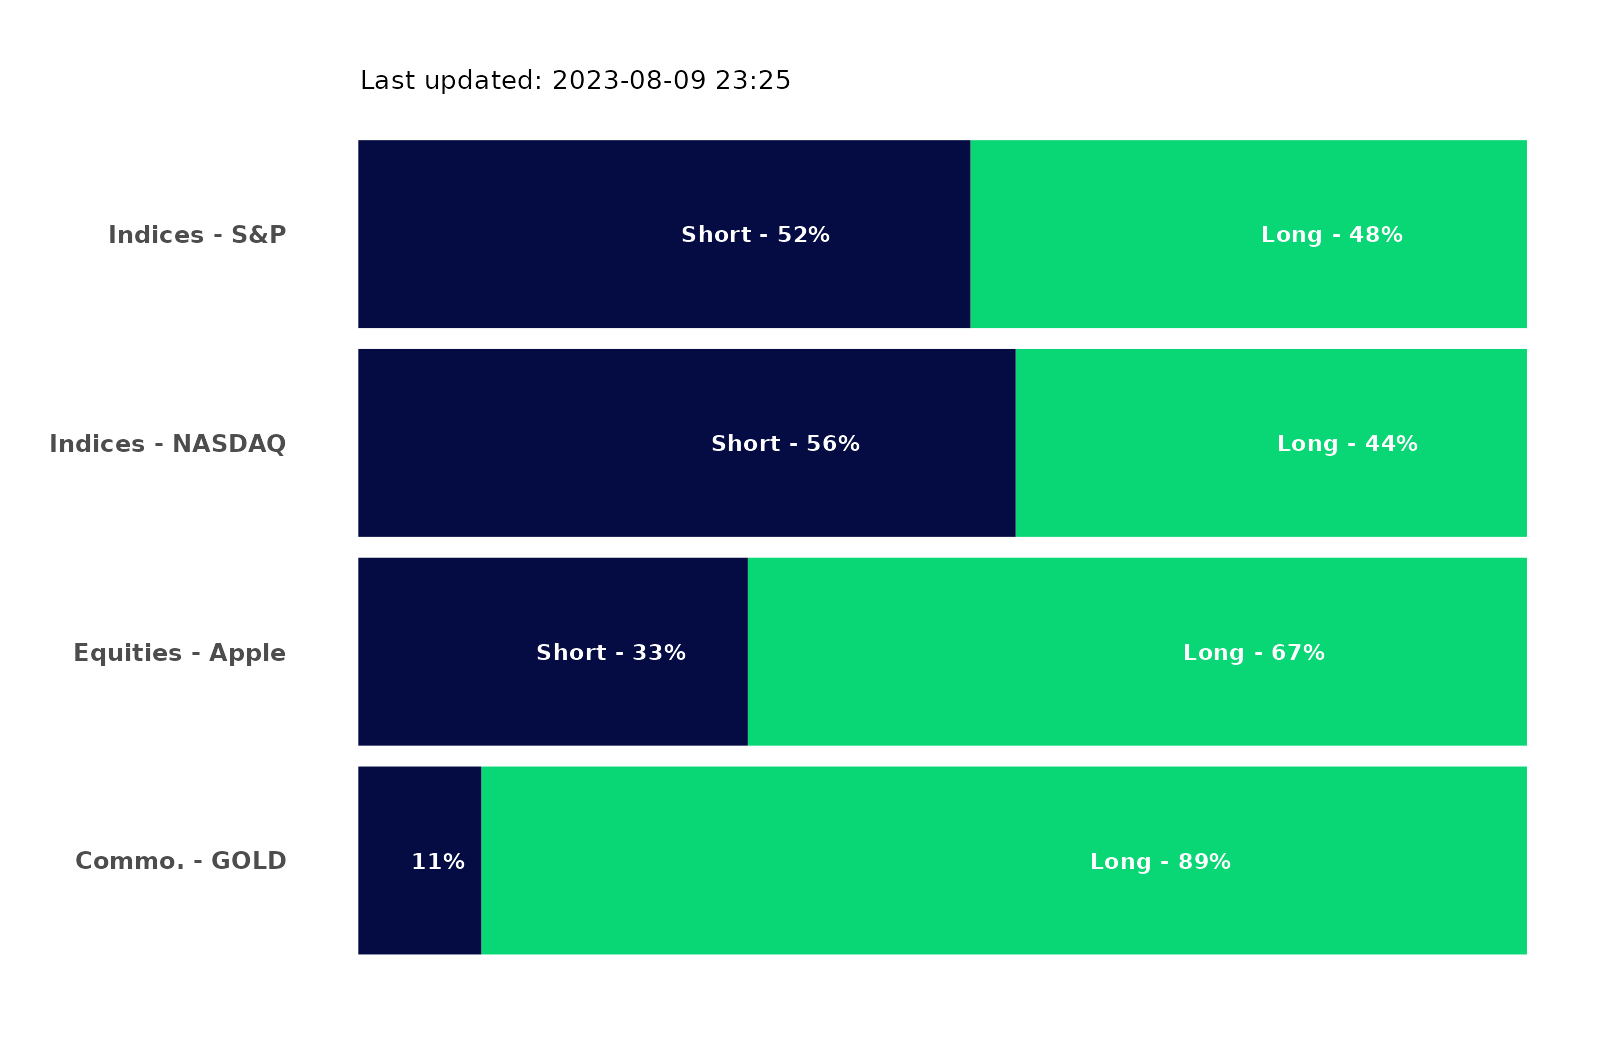 Last updated: 2023-08-09 23:25
Indices - S&P
Short - 52%
Long - 48%
Indices - NASDAQ
Short - 56%
Long - 44%
Equities - Apple
Short - 33%
Long - 67%
Commo. - GOLD
11%
Long - 89%